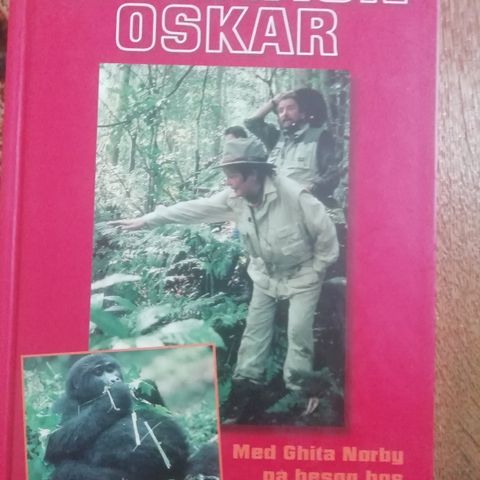 OSKAR
Med Ghita Nørby
på besøg hos